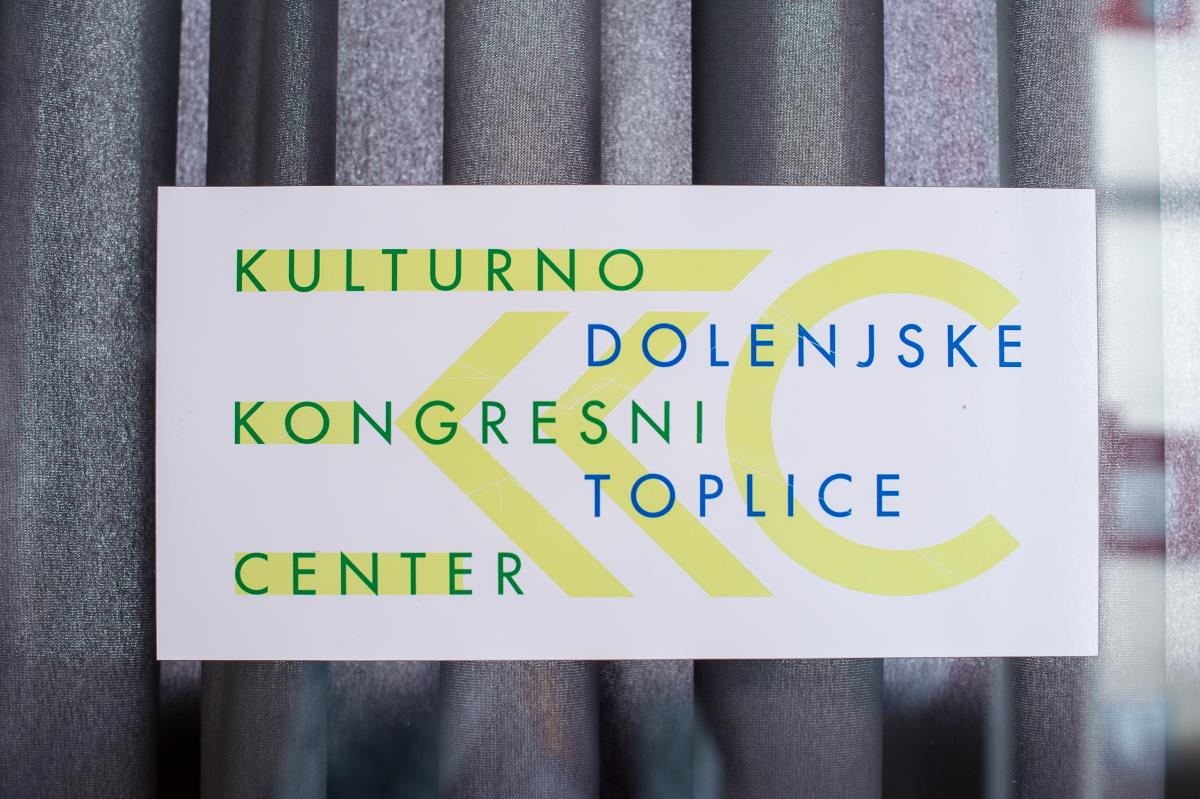 KULTURNO
DOLENJSKE
KONGRESNI
TOPLICE
CENTER